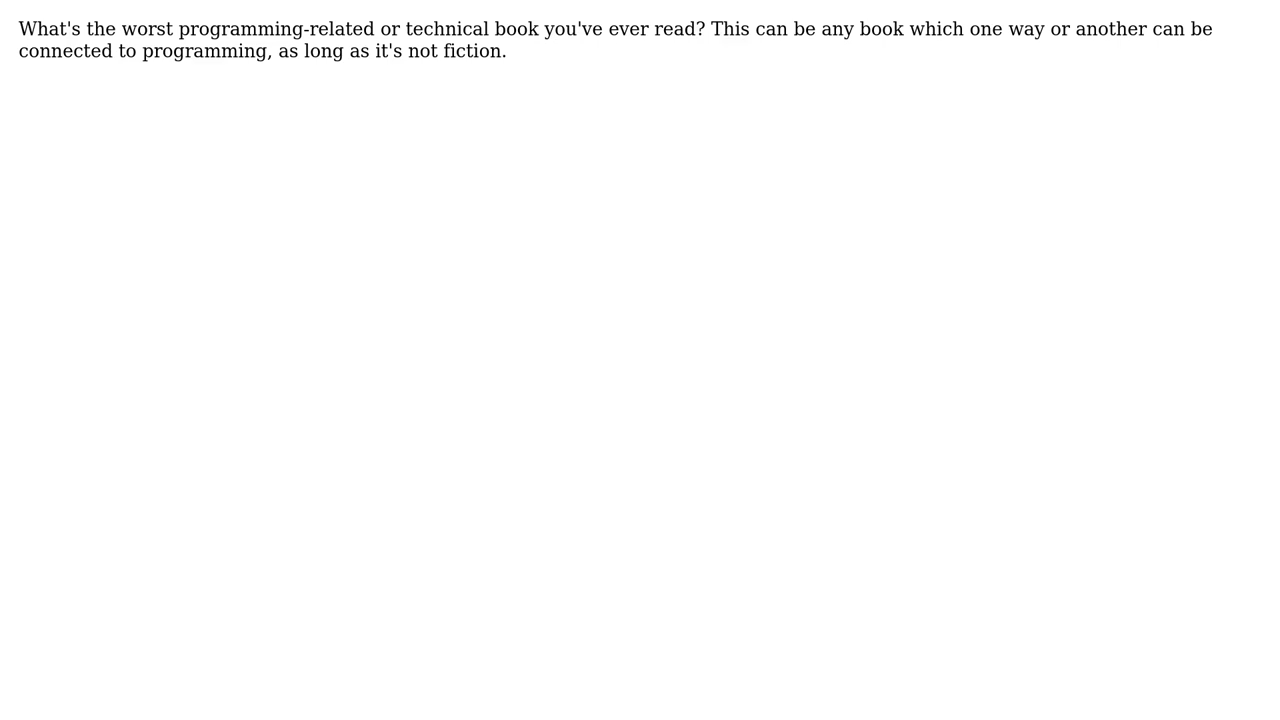 What's the worst programming-related or technical book you've ever read? This can be any book which one way or another can be
connected to programming, as long as it's not fiction.